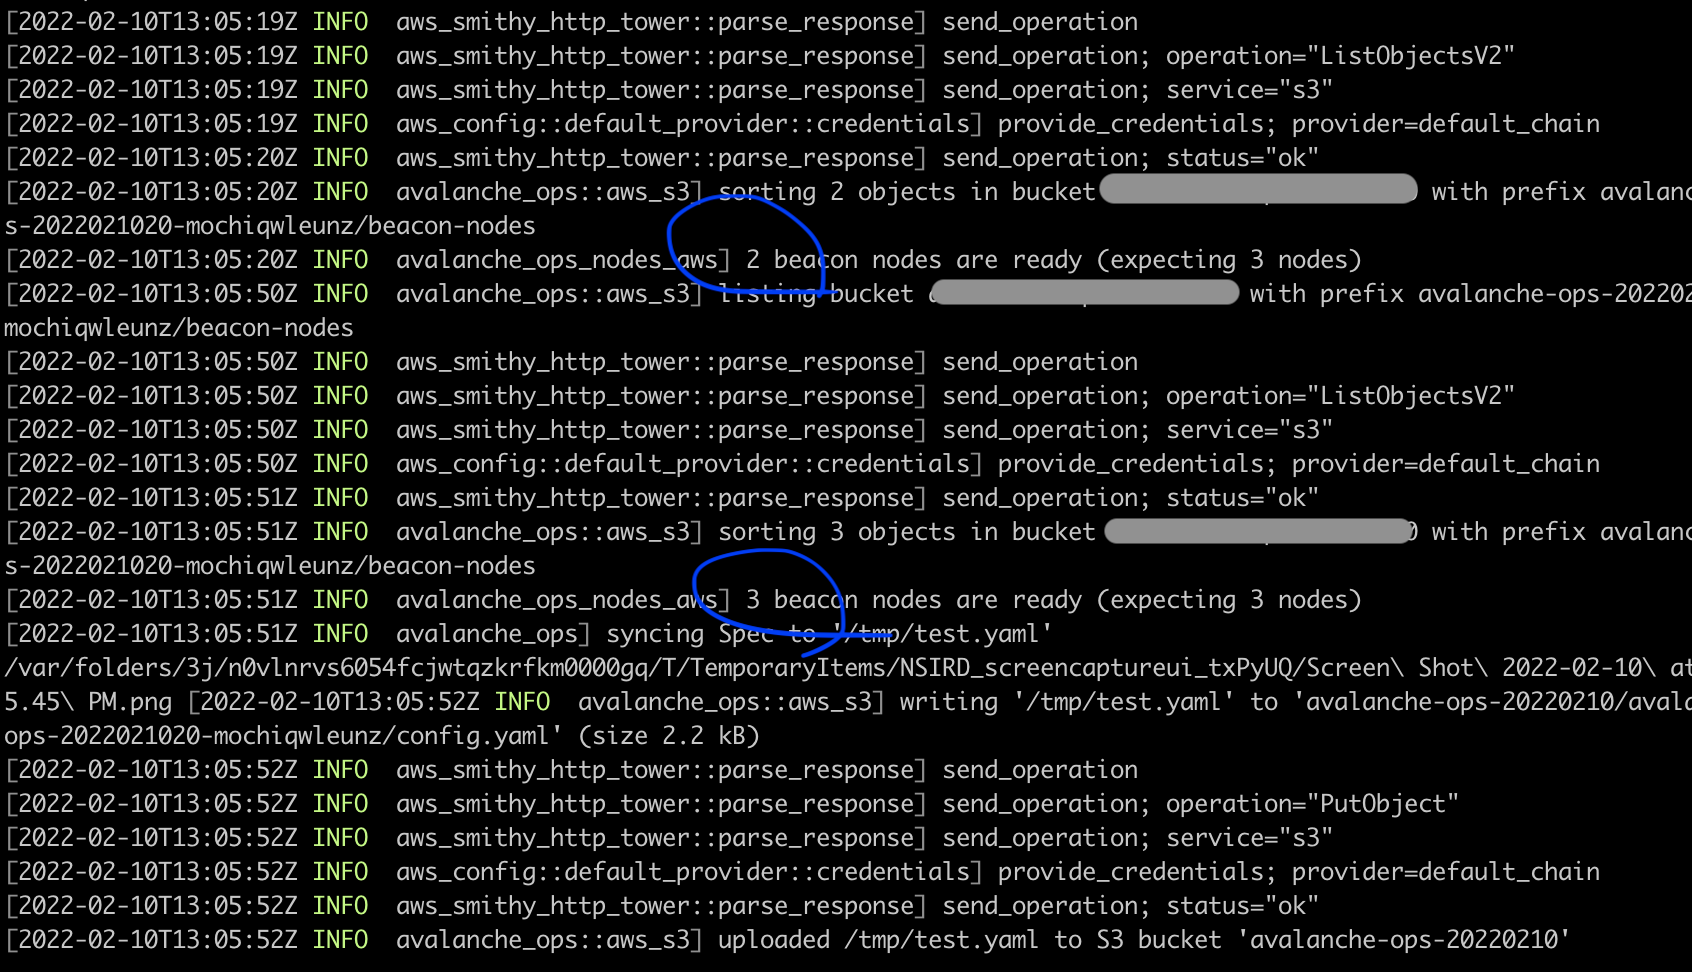 [2022-02-10T13:05:19Z INFO  aws_smithy_http_tower::parse_response] send_operation
[2022-02-10T13:05:19Z INFO  aws_smithy_http_tower::parse_response] send_operation; operation="ListObjectsV2"
[2022-02-10T13:05:19Z INFO  aws_smithy_http_tower::parse_response] send_operation; service="s3"
[2022-02-10T13:05:19Z INFO  aws_config::default_provider::credentials] provide_credentials; provider=default_chain
[2022-02-10T13:05:20Z INFO  aws_smithy_http_tower::parse_response] send_operation; status="ok"
[2022-02-10T13:05:20Z INFO  avalanche_ops::aws_s3] sorting 2 objects in bucket with prefix avalanc
s-2022021020-mochiqwleunz/beacon-nodes
[2022-02-10T13:05:20Z INFO  avalanche_ops_nodes_aws] 2 beacon nodes are ready (expecting 3 nodes)
[2022-02-10T13:05:50Z INFO  avalanche_ops::aws_s3] listing bucket with prefix avalanche-ops-202202
mochiqwleunz/beacon-nodes
[2022-02-10T13:05:50Z INFO  aws_smithy_http_tower::parse_response] send_operation
[2022-02-10T13:05:50Z INFO  aws_smithy_http_tower::parse_response] send_operation; operation="ListObjectsV2"
[2022-02-10T13:05:50Z INFO  aws_smithy_http_tower::parse_response] send_operation; service="s3"
[2022-02-10T13:05:50Z INFO  aws_config::default_provider::credentials] provide_credentials; provider=default_chain
[2022-02-10T13:05:51Z INFO  aws_smithy_http_tower::parse_response] send_operation; status="ok"
[2022-02-10T13:05:51Z INFO  avalanche_ops::aws_s3] sorting 3 objects in bucket with prefix avalanc
s-2022021020-mochiqwleunz/beacon-nodes
[2022-02-10T13:05:51Z INFO  avalanche_ops_nodes_aws] 3 beacon nodes are ready (expecting 3 nodes)
[2022-02-10T13:05:51Z INFO  avalanche_ops] syncing Spec to '/tmp/test.yaml'
/var/folders/3j/n0vlnrvs6054fcjwtqzkrfkm0000gq/T/TemporaryItems/NSIRD_screencaptureui_txPyUQ/Screen\ Shot\ 2022-02-10\ at
5.45\ PM.png [2022-02-10T13:05:52Z INFO  avalanche_ops::aws_s3] writing '/tmp/test.yaml' to 'avalanche-ops-20220210/avala
ops-2022021020-mochiqwleunz/config.yaml' (size 2.2 kB)
[2022-02-10T13:05:52Z INFO  aws_smithy_http_tower::parse_response] send_operation
[2022-02-10T13:05:52Z INFO  aws_smithy_http_tower::parse_response] send_operation; operation="PutObject"
[2022-02-10T13:05:52Z INFO  aws_smithy_http_tower::parse_response] send_operation; service="s3"
[2022-02-10T13:05:52Z INFO  aws_config::default_provider::credentials] provide_credentials; provider=default_chain
[2022-02-10T13:05:52Z INFO  aws_smithy_http_tower::parse_response] send_operation; status="ok"
[2022-02-10T13:05:52Z INFO  avalanche_ops::aws_s3] uploaded /tmp/test.yaml to S3 bucket 'avalanche-ops-20220210'